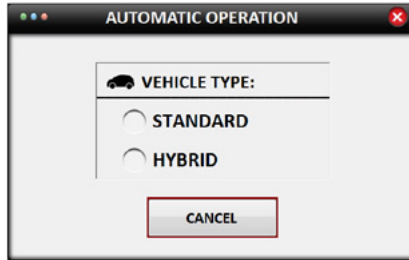 AUTOMATIC OPERATION
VEHICLE TYPE:
STANDARD
HYBRID
CANCEL